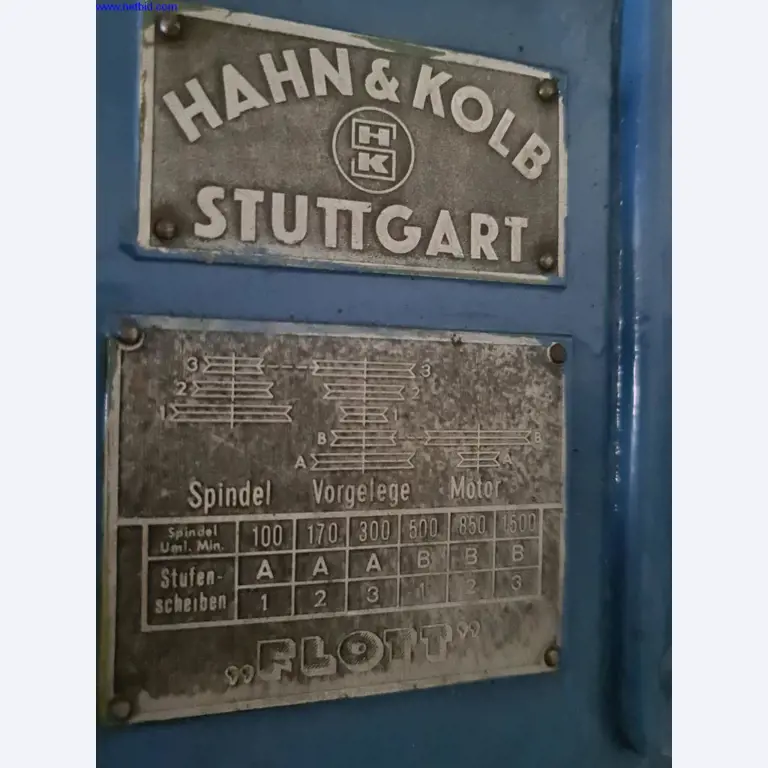 www.netbid.com
HAHN & KOLB
HK
STUTTGART
3 3
2 2
1 1
B B
A A
Spindel Vorgelege Motor
Spindel Uml. Min. 100 170 300 500 850 1500
Stufen- A A A B B B
scheiben 1 2 3 1 2 3
„FLOTT”